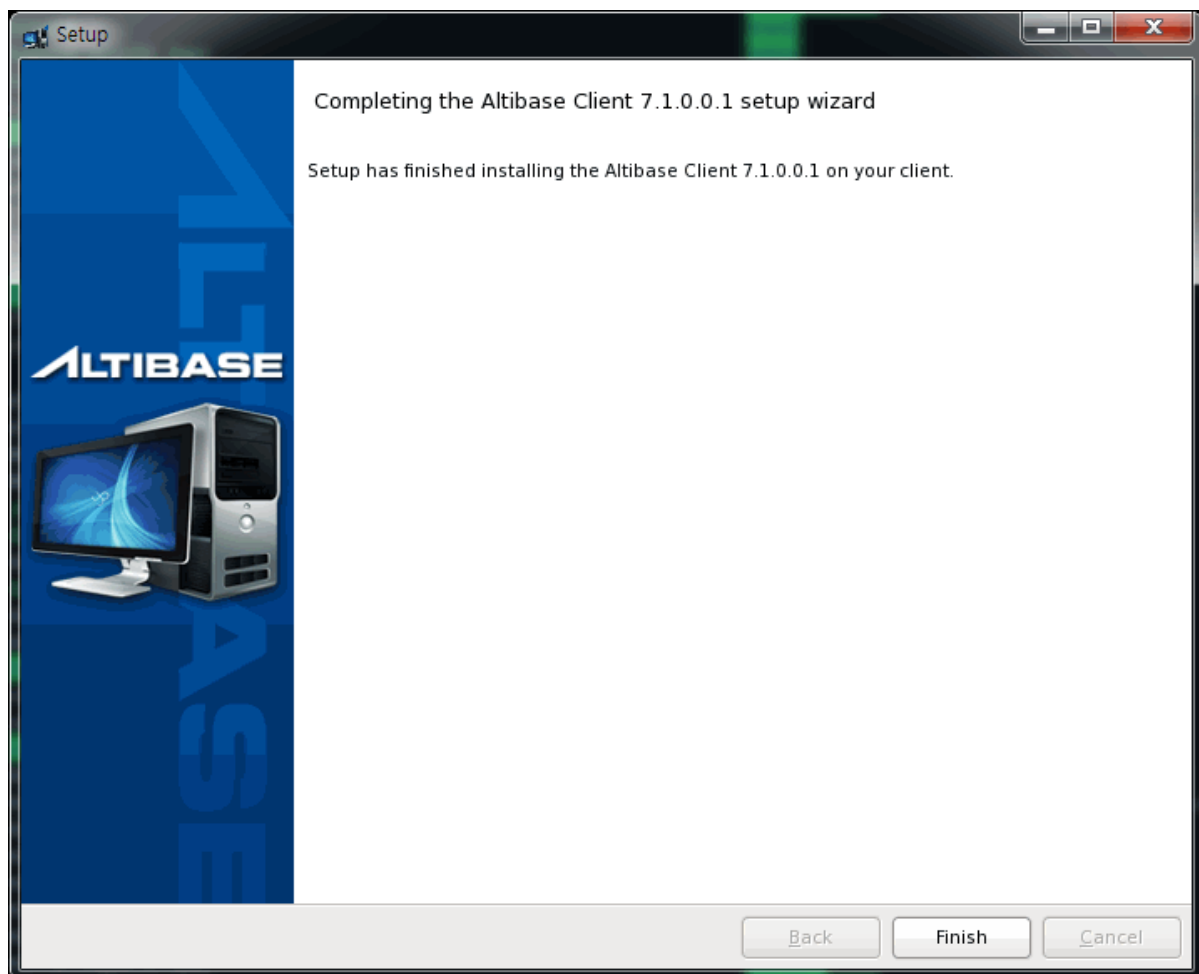 Setup
Completing the Altibase Client 7.1.0.0.1 setup wizard
Setup has finished installing the Altibase Client 7.1.0.0.1 on your client.
ALTIBASE
ALTIBASE
Back
Finish
Cancel